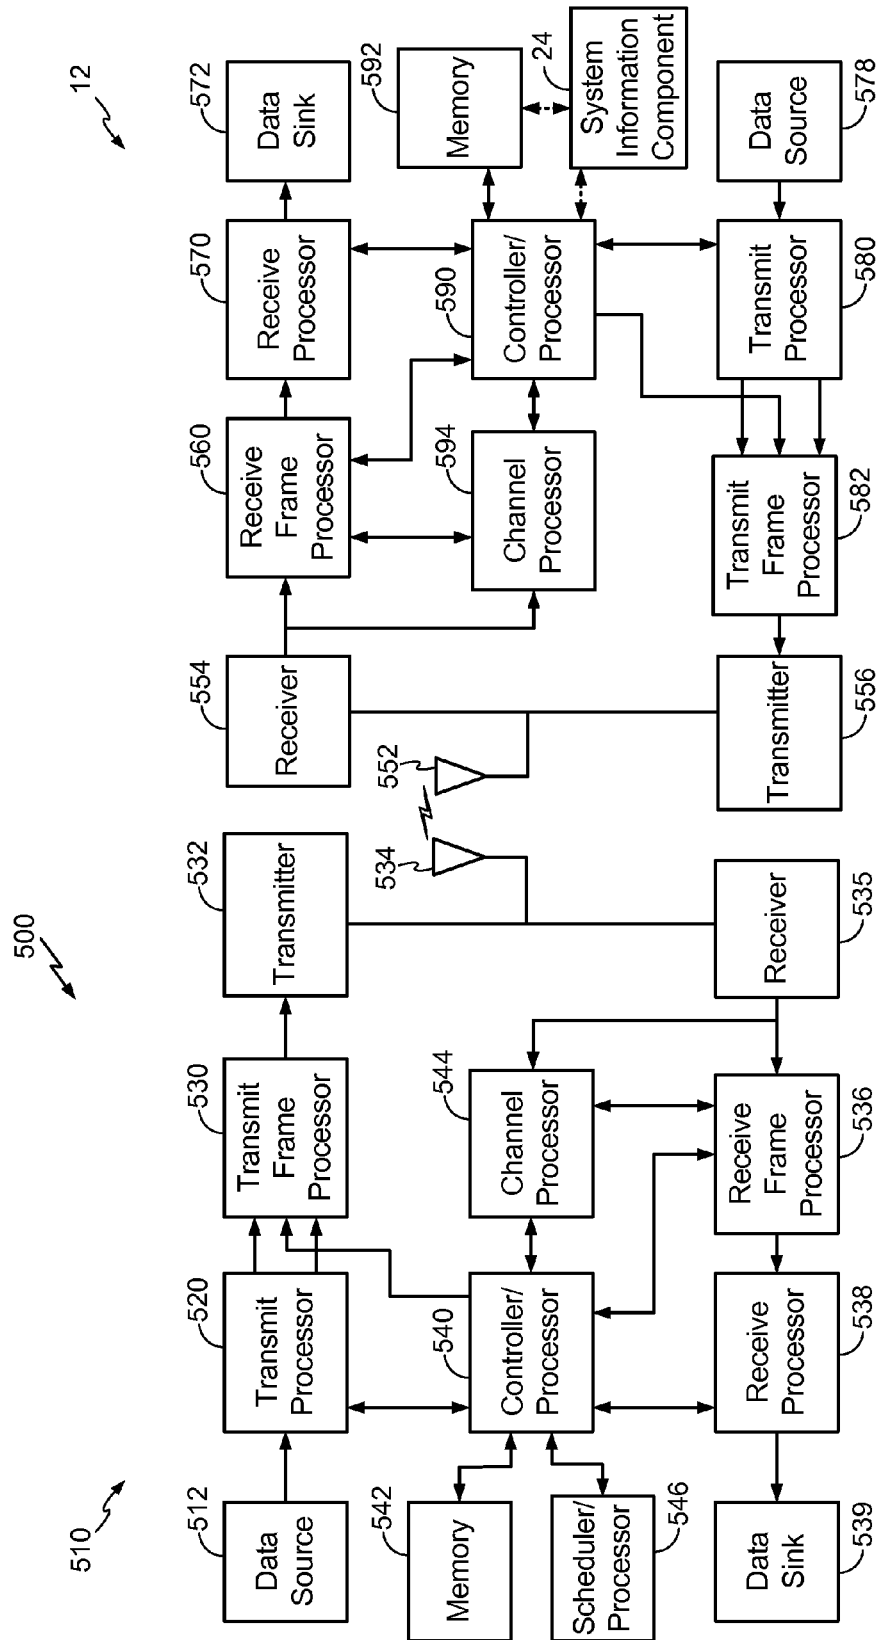 500
510
12
512
Data
Source
520
Transmit
Processor
530
Transmit
Frame
Processor
532
Transmitter
554
Receiver
560
Receive
Frame
Processor
570
Receive
Processor
572
Data
Sink
542
Memory
540
Controller/
Processor
544
Channel
Processor
534
552
594
Channel
Processor
590
Controller/
Processor
592
Memory
Scheduler/
Processor
546
24
System
Information
Component
Data
Sink
539
Receive
Processor
538
Receive
Frame
Processor
536
Receiver
535
Transmitter
556
Transmit
Frame
Processor
582
Transmit
Processor
580
Data
Source
578